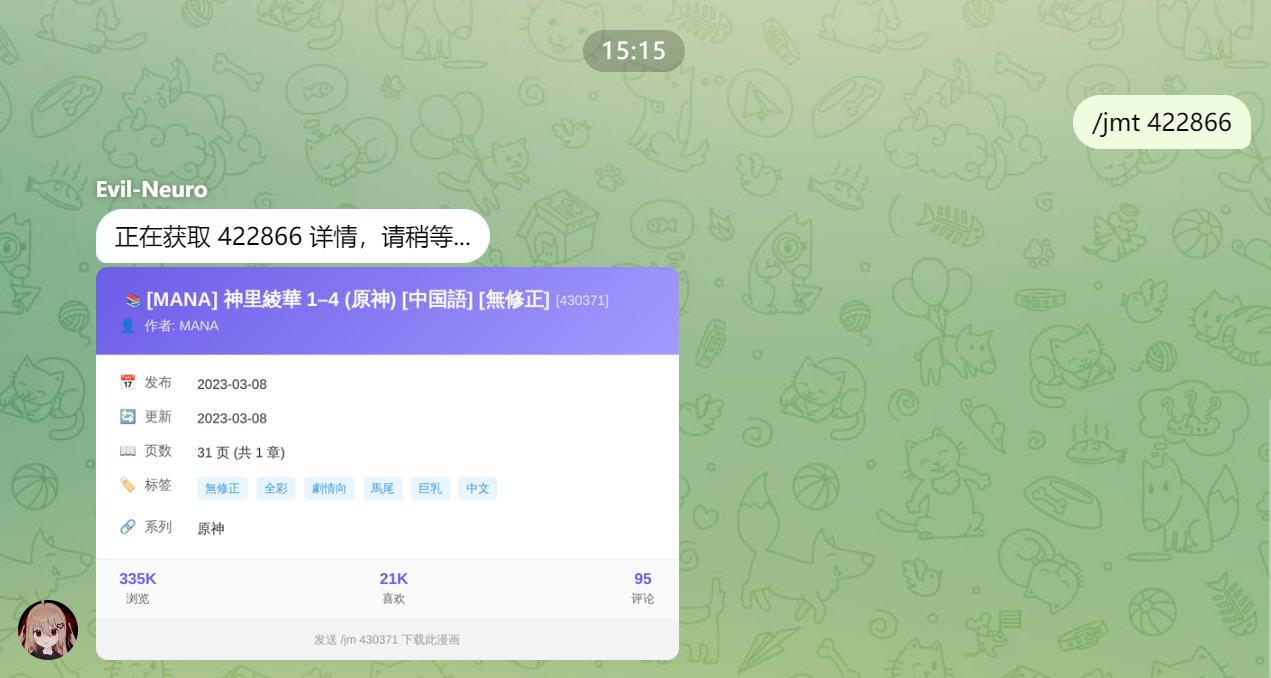 15:15
/jmt 422866
Evil-Neuro
正在获取 422866 详情，请稍等...
📚 [MANA] 神里綾華 1–4 (原神) [中国語] [無修正] [430371]
👤 作者: MANA
📅 发布 2023-03-08
🔄 更新 2023-03-08
📖 页数 31 页 (共 1 章)
🏷️ 标签 無修正 全彩 劇情向 馬尾 巨乳 中文
🔗 系列 原神
335K 21K 95
浏览 喜欢 评论
发送 /jm 430371 下载此漫画